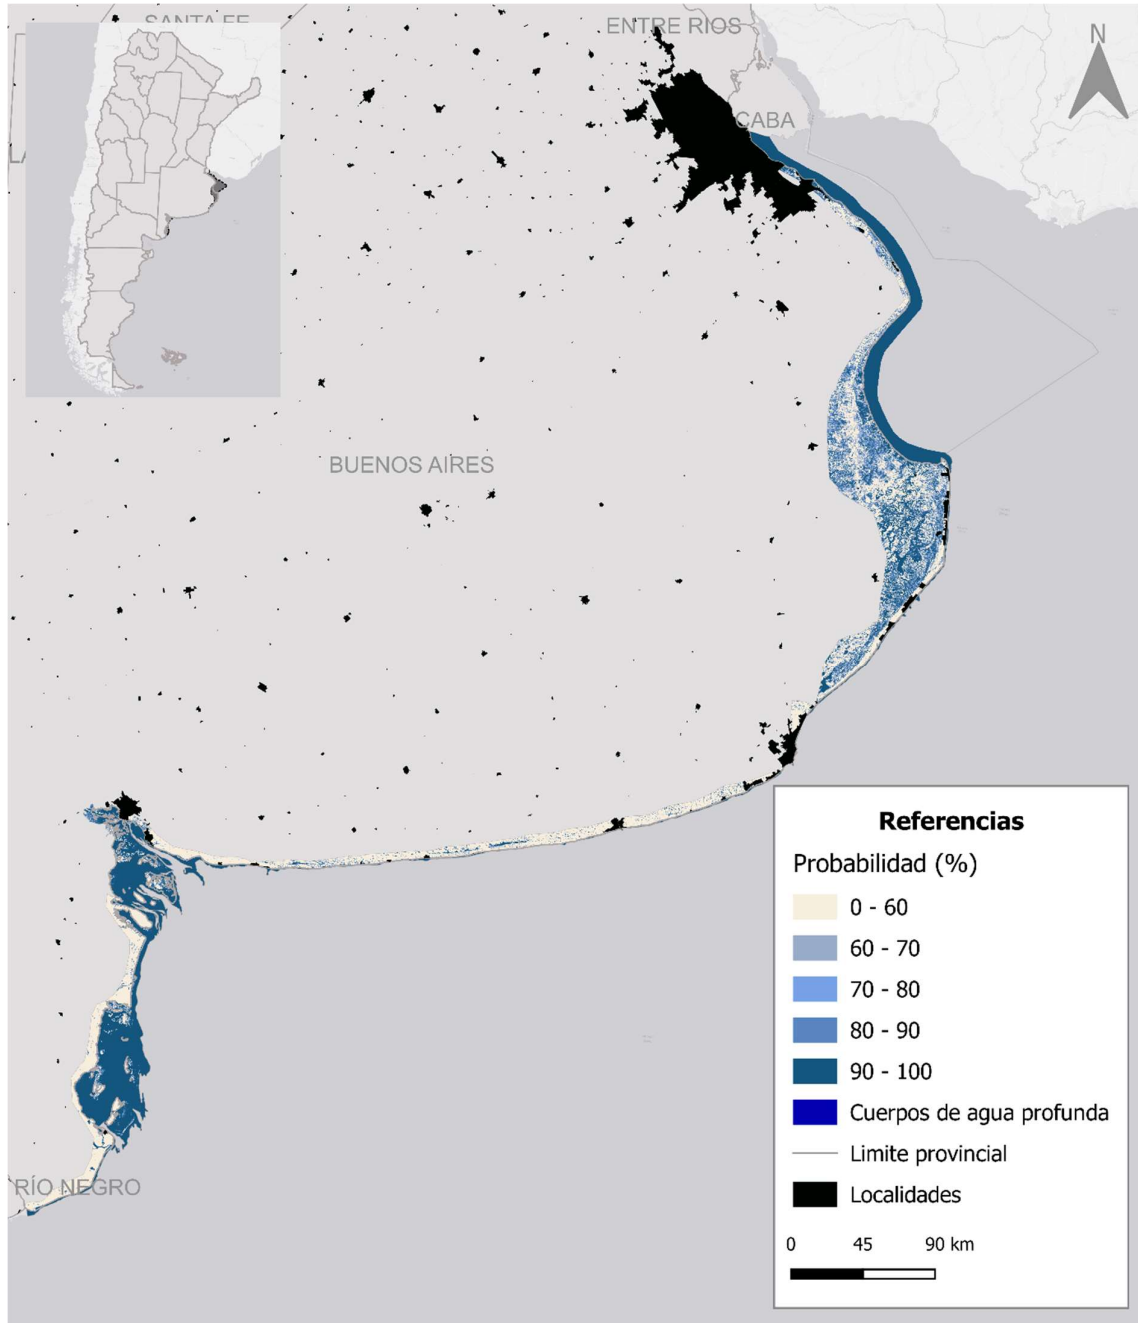 SANTA FE
ENTRE RIOS
N
CABA
BUENOS AIRES
RÍO NEGRO
Referencias
Probabilidad (%)
0 - 60
60 - 70
70 - 80
80 - 90
90 - 100
Cuerpos de agua profunda
Limite provincial
Localidades
0 45 90 km